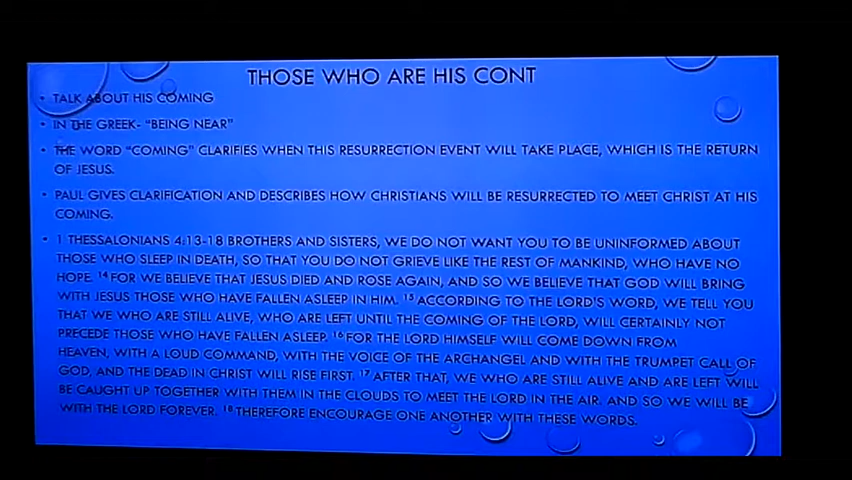 THOSE WHO ARE HIS CONT
• TALK ABOUT HIS COMING
• IN THE GREEK- "BEING NEAR"
• THE WORD "COMING" CLARIFIES WHEN THIS RESURRECTION EVENT WILL TAKE PLACE, WHICH IS THE RETURN
OF JESUS.
• PAUL GIVES CLARIFICATION AND DESCRIBES HOW CHRISTIANS WILL BE RESURRECTED TO MEET CHRIST AT HIS
COMING.
• 1 THESSALONIANS 4:13-18 BROTHERS AND SISTERS, WE DO NOT WANT YOU TO BE UNINFORMED ABOUT
THOSE WHO SLEEP IN DEATH, SO THAT YOU DO NOT GRIEVE LIKE THE REST OF MANKIND, WHO HAVE NO
HOPE. 14 FOR WE BELIEVE THAT JESUS DIED AND ROSE AGAIN, AND SO WE BELIEVE THAT GOD WILL BRING
WITH JESUS THOSE WHO HAVE FALLEN ASLEEP IN HIM. 15 ACCORDING TO THE LORD'S WORD, WE TELL YOU
THAT WE WHO ARE STILL ALIVE, WHO ARE LEFT UNTIL THE COMING OF THE LORD, WILL CERTAINLY NOT
PRECEDE THOSE WHO HAVE FALLEN ASLEEP. 16 FOR THE LORD HIMSELF WILL COME DOWN FROM
HEAVEN, WITH A LOUD COMMAND, WITH THE VOICE OF THE ARCHANGEL AND WITH THE TRUMPET CALL OF
GOD, AND THE DEAD IN CHRIST WILL RISE FIRST. 17 AFTER THAT, WE WHO ARE STILL ALIVE AND ARE LEFT WILL
BE CAUGHT UP TOGETHER WITH THEM IN THE CLOUDS TO MEET THE LORD IN THE AIR. AND SO WE WILL BE
WITH THE LORD FOREVER. 18 THEREFORE ENCOURAGE ONE ANOTHER WITH THESE WORDS.